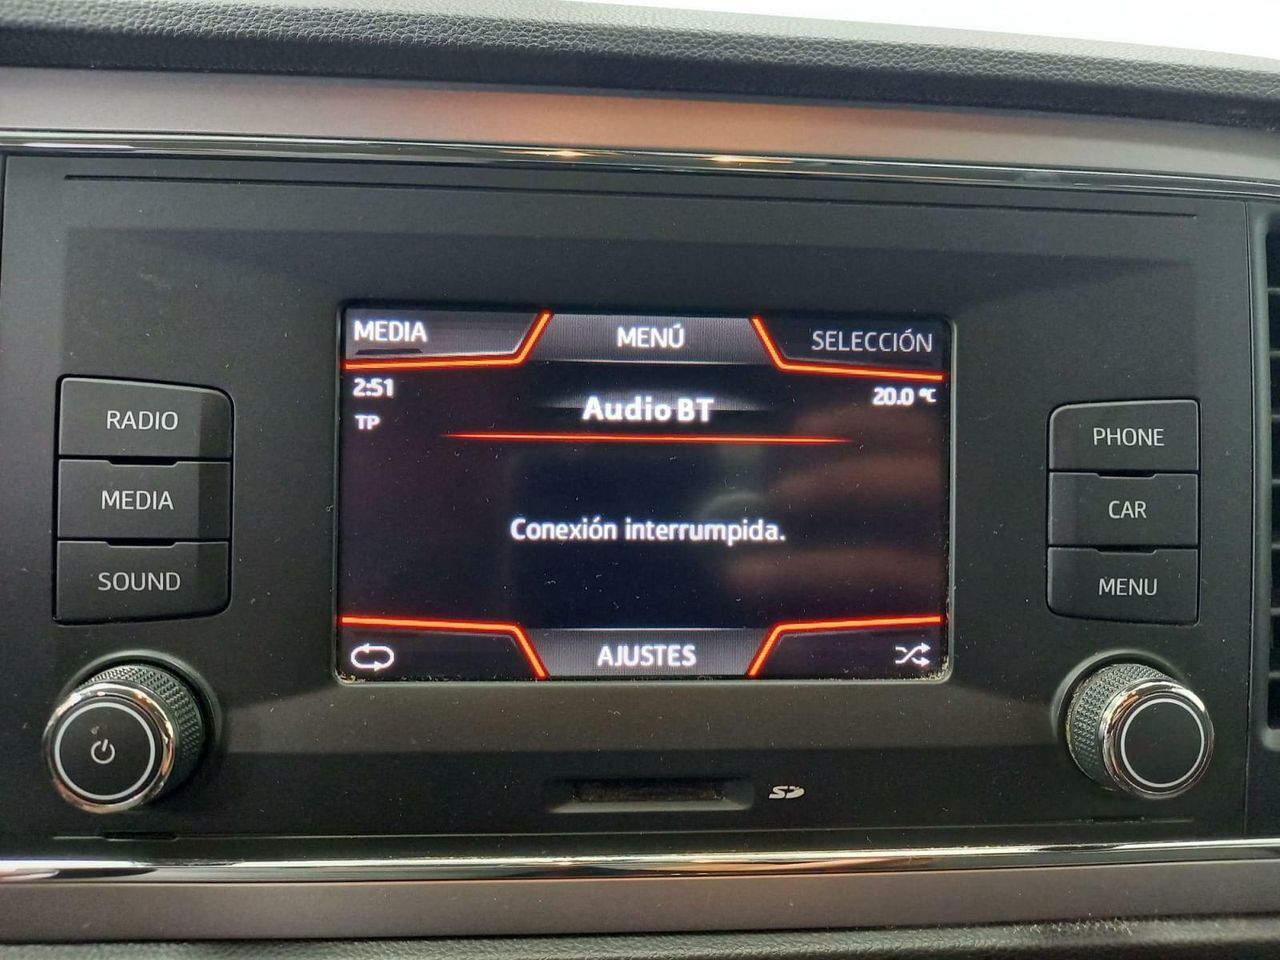 MEDIA
MENÚ
SELECCIÓN
2:51
Audio BT
20.0 °C
TP
Conexión interrumpida.
AJUSTES
RADIO
MEDIA
SOUND
PHONE
CAR
MENU
SD